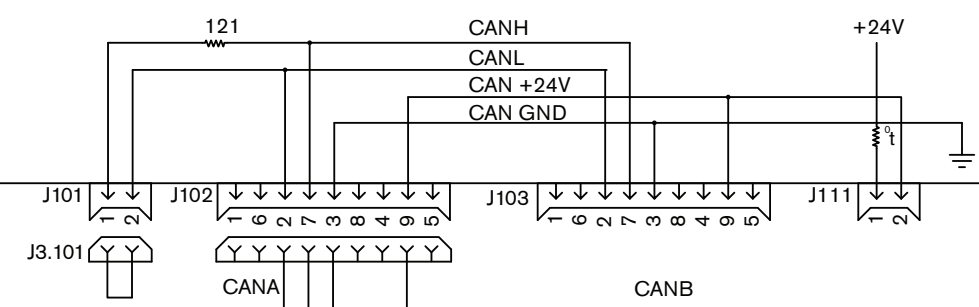 121
CANH
+24V
CANL
CAN +24V
CAN GND
°t
J101
J102
J103
J111
1 2
1 6 2 7 3 8 4 9 5
1 6 2 7 3 8 4 9 5
1 2
J3.101
CANA
CANB